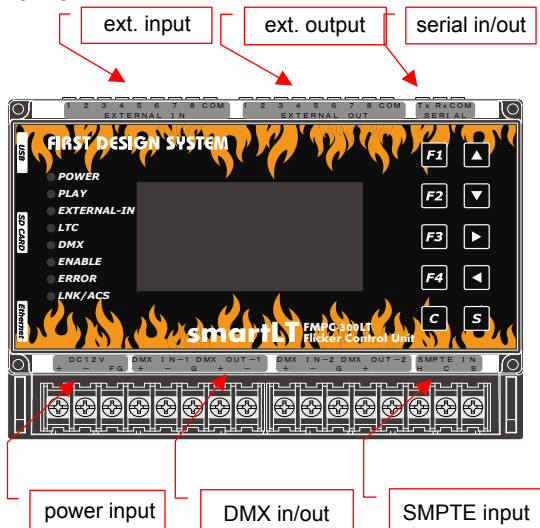 ext. input ext. output serial in/out
1 2 3 4 5 6 7 8 COM 1 2 3 4 5 6 7 8 COM Tx Rx COM
EXTERNAL IN EXTERNAL OUT SERIAL
USB
FIRST DESIGN SYSTEM
F1
POWER
PLAY
F2
EXTERNAL-IN
SD CARD
LTC
F3
DMX
ENABLE
ERROR
F4
LNK/ACS
Ethernet
C S
smartLT FMPC-300LT
Flicker Control Unit
DC12V DMX IN-1 DMX OUT-1 DMX IN-2 DMX OUT-2 SMPTE IN
+ − FG + − G + − + − G + H C S
power input DMX in/out SMPTE input